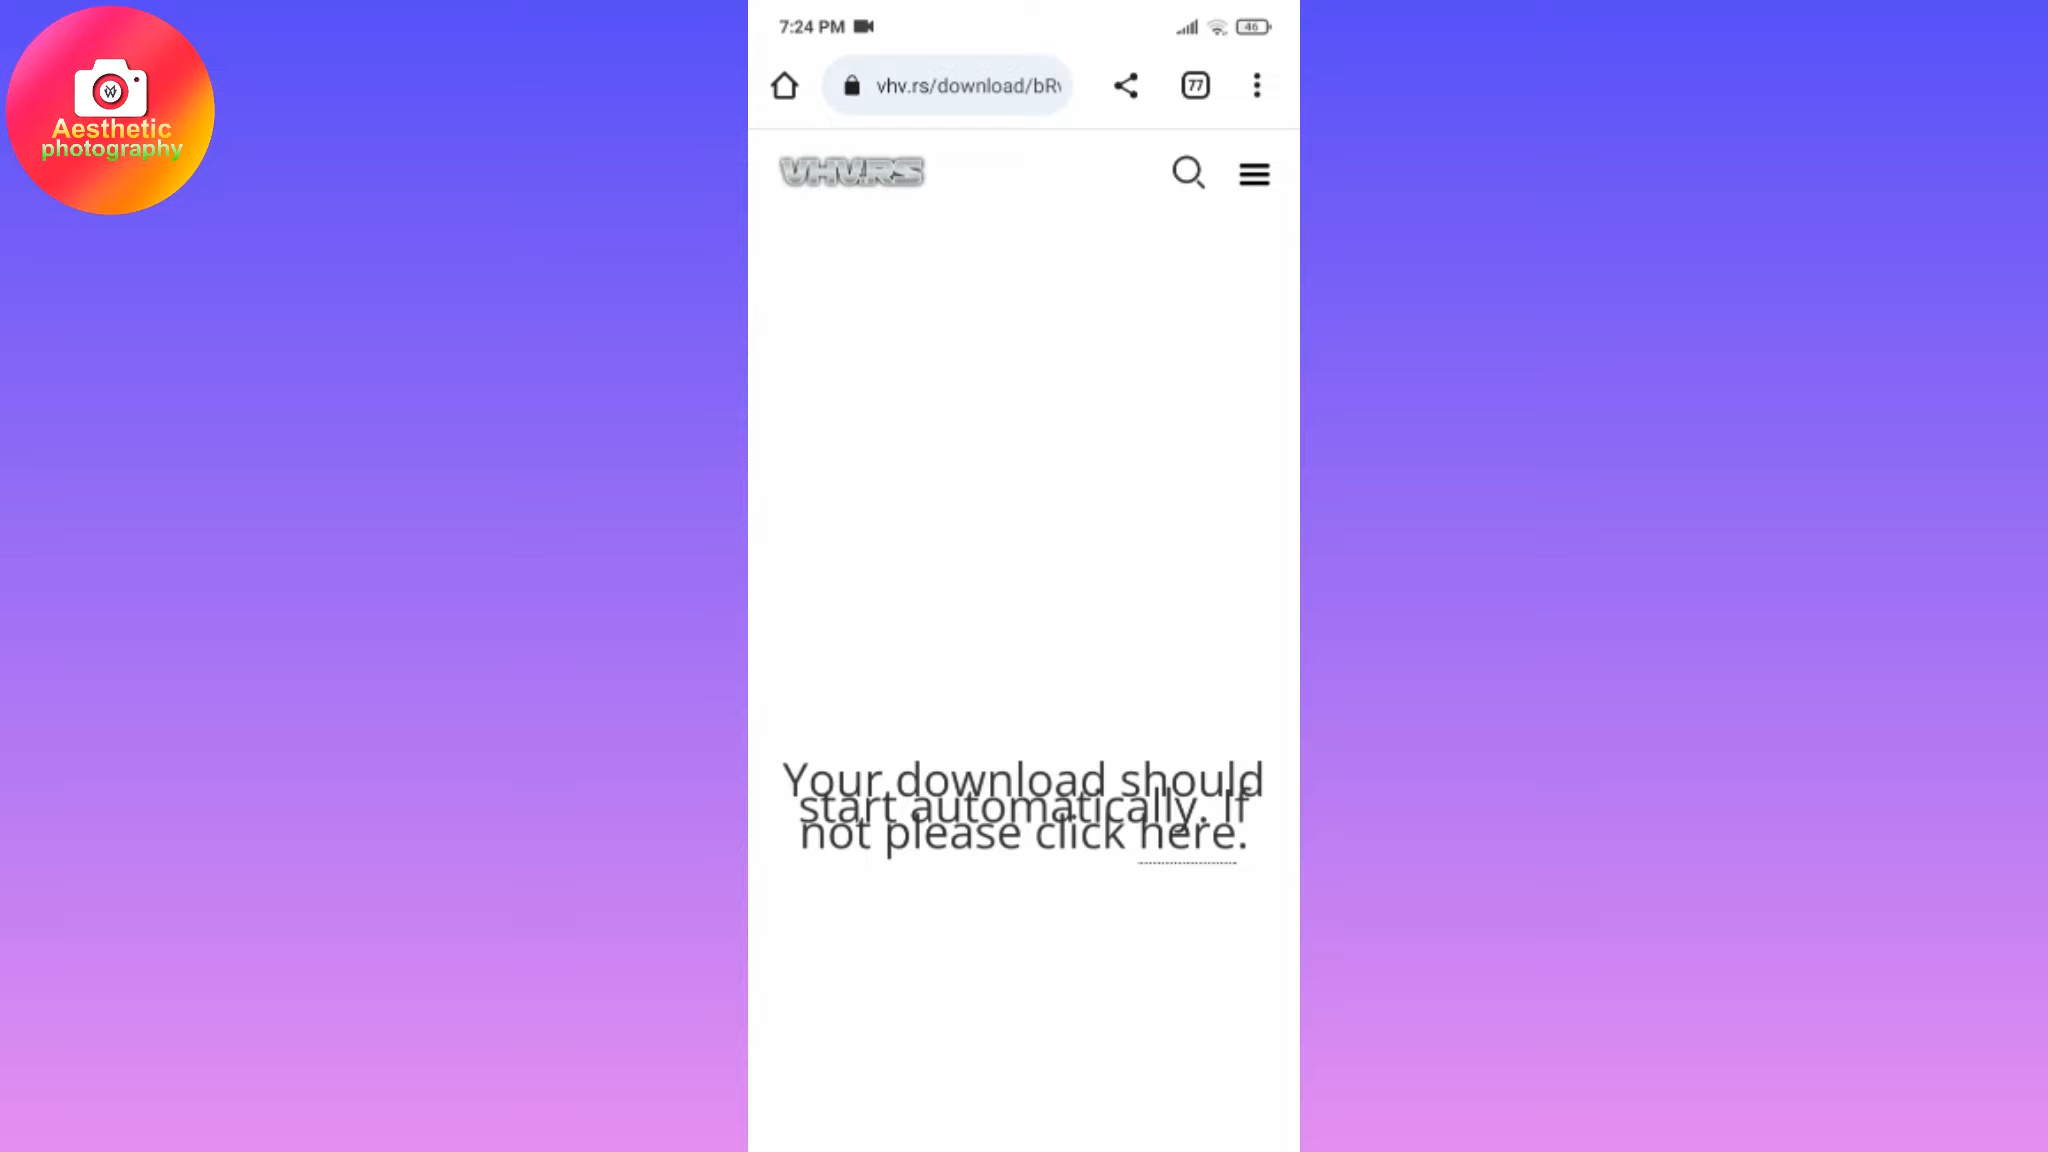 Aesthetic
photography
7:24 PM
46
vhv.rs/download/bR
77
VHV.RS
Your download should
start automatically. If
not please click here.